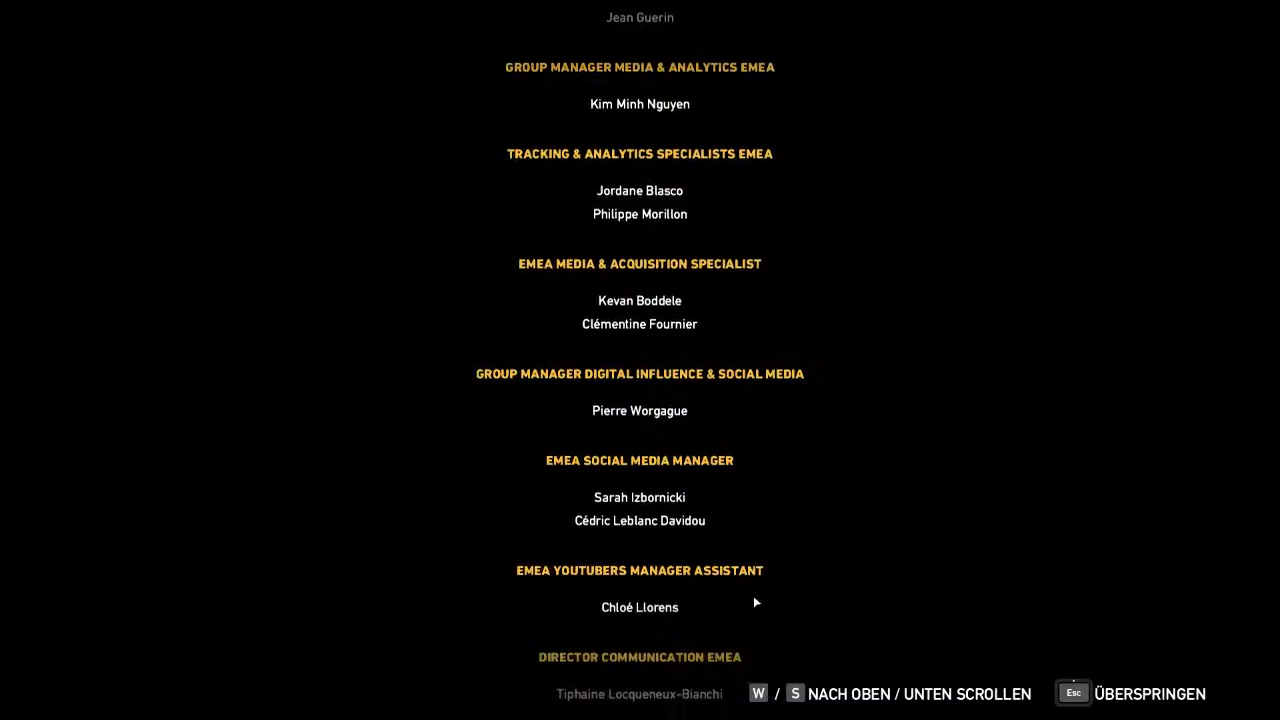 Jean Guerin
GROUP MANAGER MEDIA & ANALYTICS EMEA
Kim Minh Nguyen
TRACKING & ANALYTICS SPECIALISTS EMEA
Jordane Blasco
Philippe Morillon
EMEA MEDIA & ACQUISITION SPECIALIST
Kevan Boddele
Clémentine Fournier
GROUP MANAGER DIGITAL INFLUENCE & SOCIAL MEDIA
Pierre Worgague
EMEA SOCIAL MEDIA MANAGER
Sarah Izbornicki
Cédric Leblanc Davidou
EMEA YOUTUBERS MANAGER ASSISTANT
Chloé Llorens
DIRECTOR COMMUNICATION EMEA
Tiphaine Locqueneux-Bianchi
W / S NACH OBEN / UNTEN SCROLLEN Esc ÜBERSPRINGEN